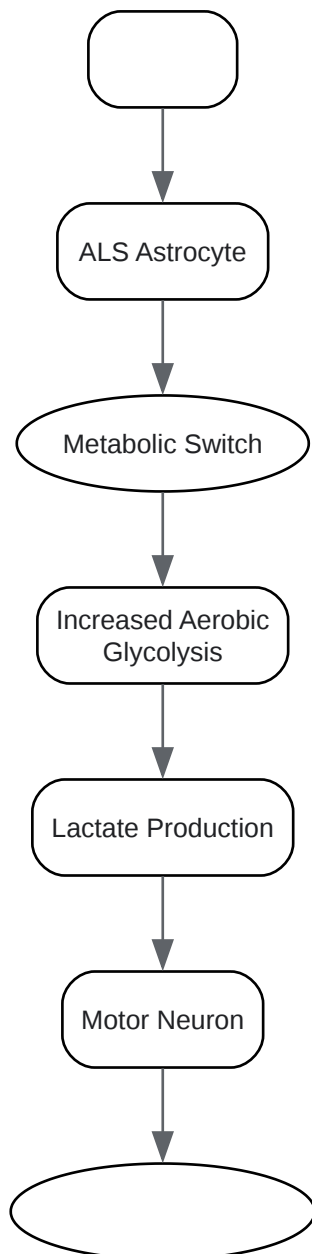 ALS Astrocyte
Metabolic Switch
Increased Aerobic
Glycolysis
Lactate Production
Motor Neuron